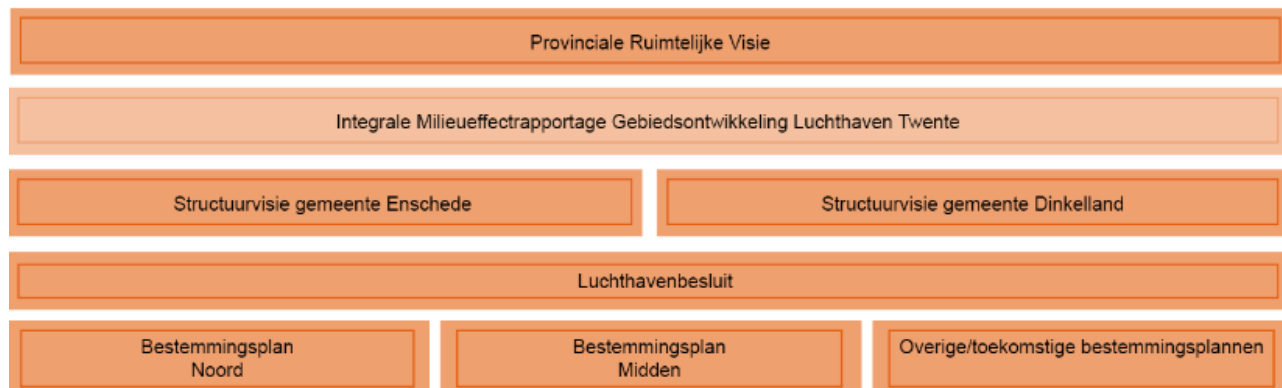 Provinciale Ruimtelijke Visie
Integrale Milieueffectrapportage Gebiedsontwikkeling Luchthaven Twente
Structuurvisie gemeente Enschede
Structuurvisie gemeente Dinkelland
Luchthavenbesluit
Bestemmingsplan
Noord
Bestemmingsplan
Midden
Overige/toekomstige bestemmingsplannen